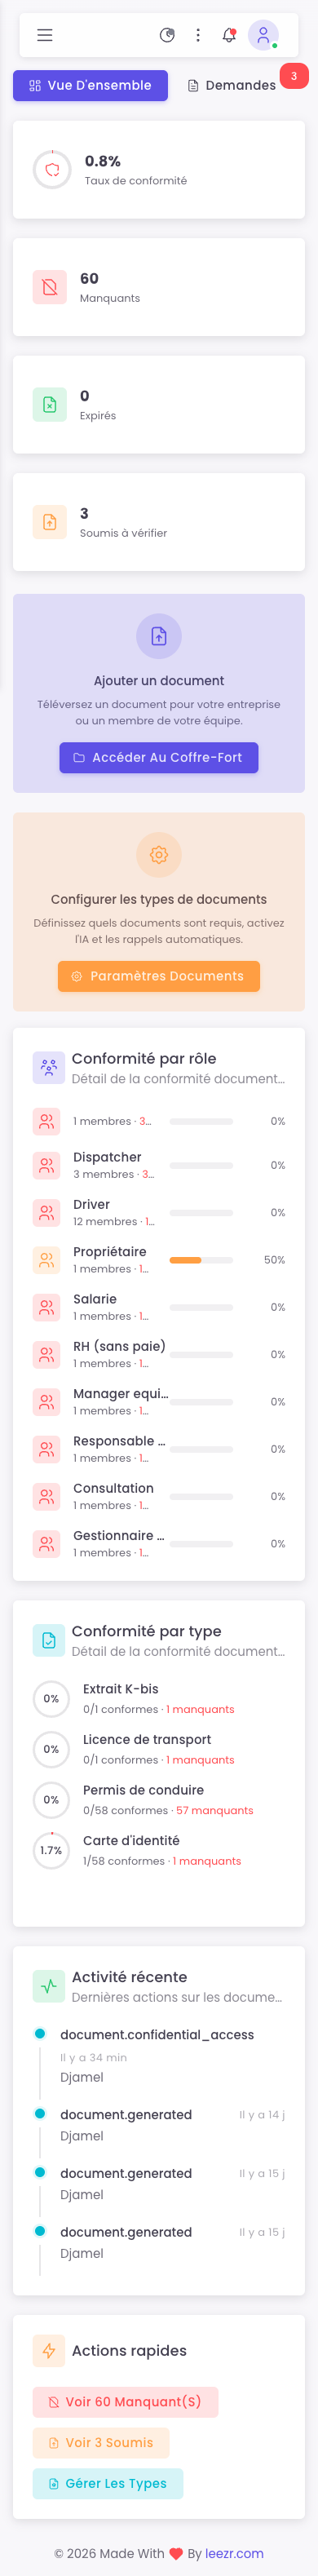 Vue D'ensemble
Demandes
3
0.8%
Taux de conformité
60
Manquants
0
Expirés
3
Soumis à vérifier
Ajouter un document
Téléversez un document pour votre entreprise
ou un membre de votre équipe.
Accéder Au Coffre-Fort
Configurer les types de documents
Définissez quels documents sont requis, activez
l'IA et les rappels automatiques.
Paramètres Documents
Conformité par rôle
Détail de la conformité document...
1 membres · 3... 0%
Dispatcher
3 membres · 3... 0%
Driver
12 membres · 1... 0%
Propriétaire
1 membres · 1... 50%
Salarie
1 membres · 1... 0%
RH (sans paie)
1 membres · 1... 0%
Manager equi...
1 membres · 1... 0%
Responsable ...
1 membres · 1... 0%
Consultation
1 membres · 1... 0%
Gestionnaire ...
1 membres · 1... 0%
Conformité par type
Détail de la conformité document...
0%
Extrait K-bis
0/1 conformes · 1 manquants
0%
Licence de transport
0/1 conformes · 1 manquants
0%
Permis de conduire
0/58 conformes · 57 manquants
1.7%
Carte d'identité
1/58 conformes · 1 manquants
Activité récente
Dernières actions sur les docume...
document.confidential_access
Il y a 34 min
Djamel
document.generated Il y a 14 j
Djamel
document.generated Il y a 15 j
Djamel
document.generated Il y a 15 j
Djamel
Actions rapides
Voir 60 Manquant(S)
Voir 3 Soumis
Gérer Les Types
© 2026 Made With ❤ By leezr.com